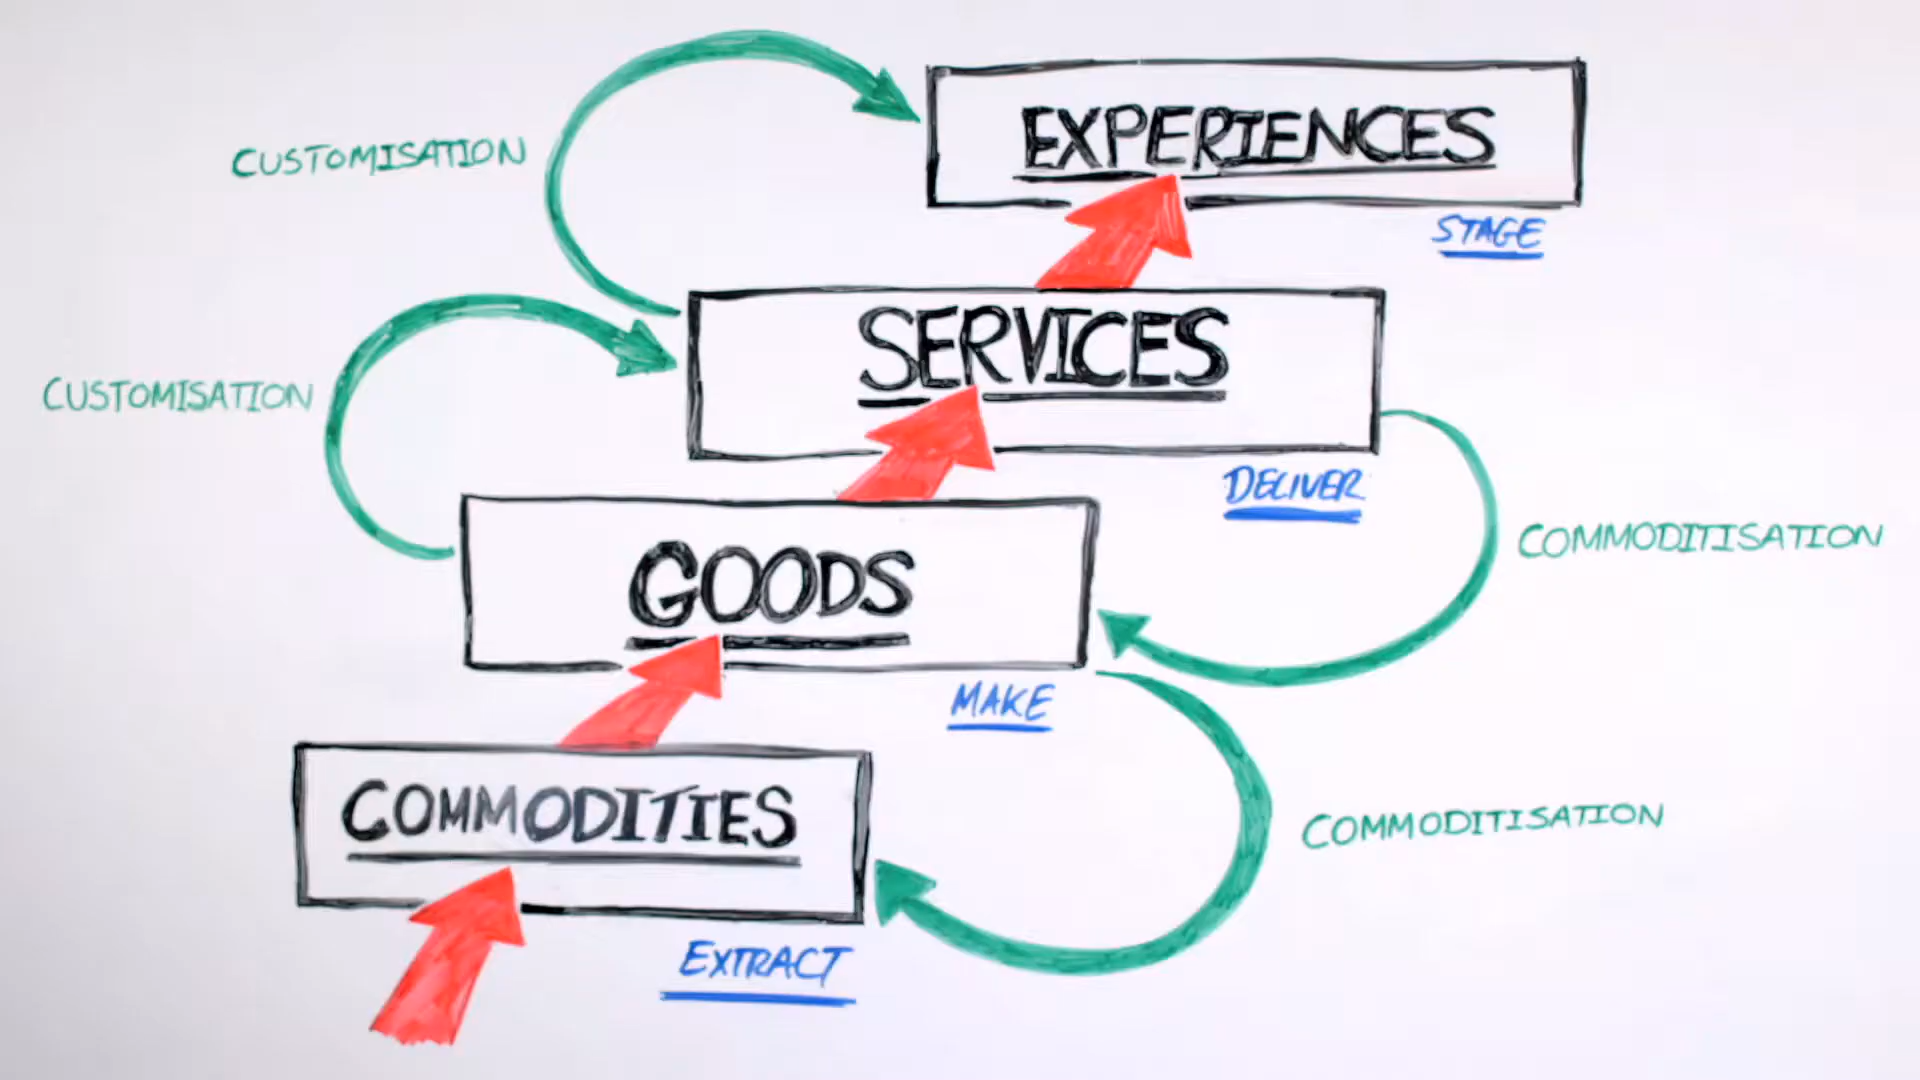 EXPERIENCES
CUSTOMISATION
STAGE
SERVICES
CUSTOMISATION
DELIVER
COMMODITISATION
GOODS
MAKE
COMMODITIES
COMMODITISATION
EXTRACT